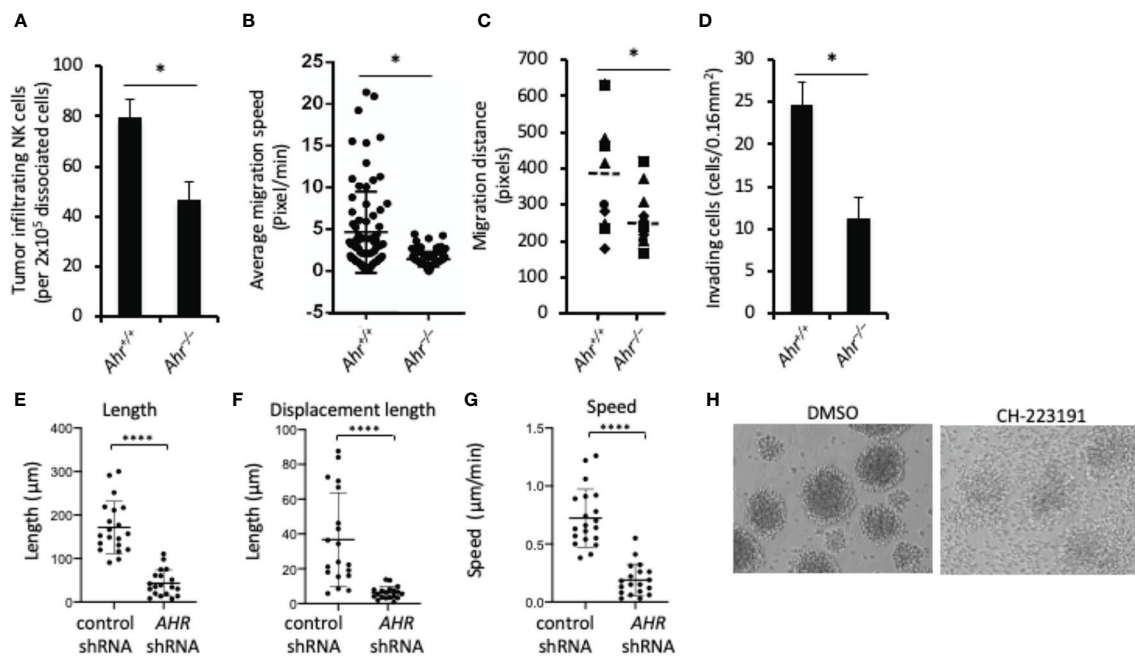 A
Tumor infiltrating NK cells
(per 2x10⁵ dissociated cells)
100
80
60
40
20
0
*
Ahr+/+
Ahr-/-
B
Average migration speed
(Pixel/min)
25
20
15
10
5
0
-5
*
Ahr+/+
Ahr-/-
C
Migration distance
(pixels)
700
600
500
400
300
200
100
0
*
Ahr+/+
Ahr-/-
D
Invading cells (cells/0.16mm²)
30
25
20
15
10
5
0
*
Ahr+/+
Ahr-/-
E
Length
Length (μm)
400
300
200
100
0
****
control
shRNA
AHR
shRNA
F
Displacement length
Length (μm)
100
80
60
40
20
0
****
control
shRNA
AHR
shRNA
G
Speed
Speed (μm/min)
1.5
1.0
0.5
0.0
****
control
shRNA
AHR
shRNA
H
DMSO
CH-223191